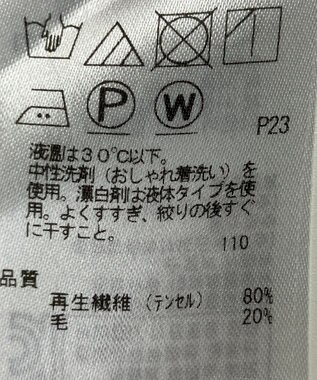 P W
P23
液温は30℃以下。
中性洗剤(おしゃれ着洗い)を
使用。漂白剤は液体タイプを使
用。よくすすぎ、絞りの後すぐ
に干すこと。
110
品質
再生繊維(テンセル) 80%
毛 20%